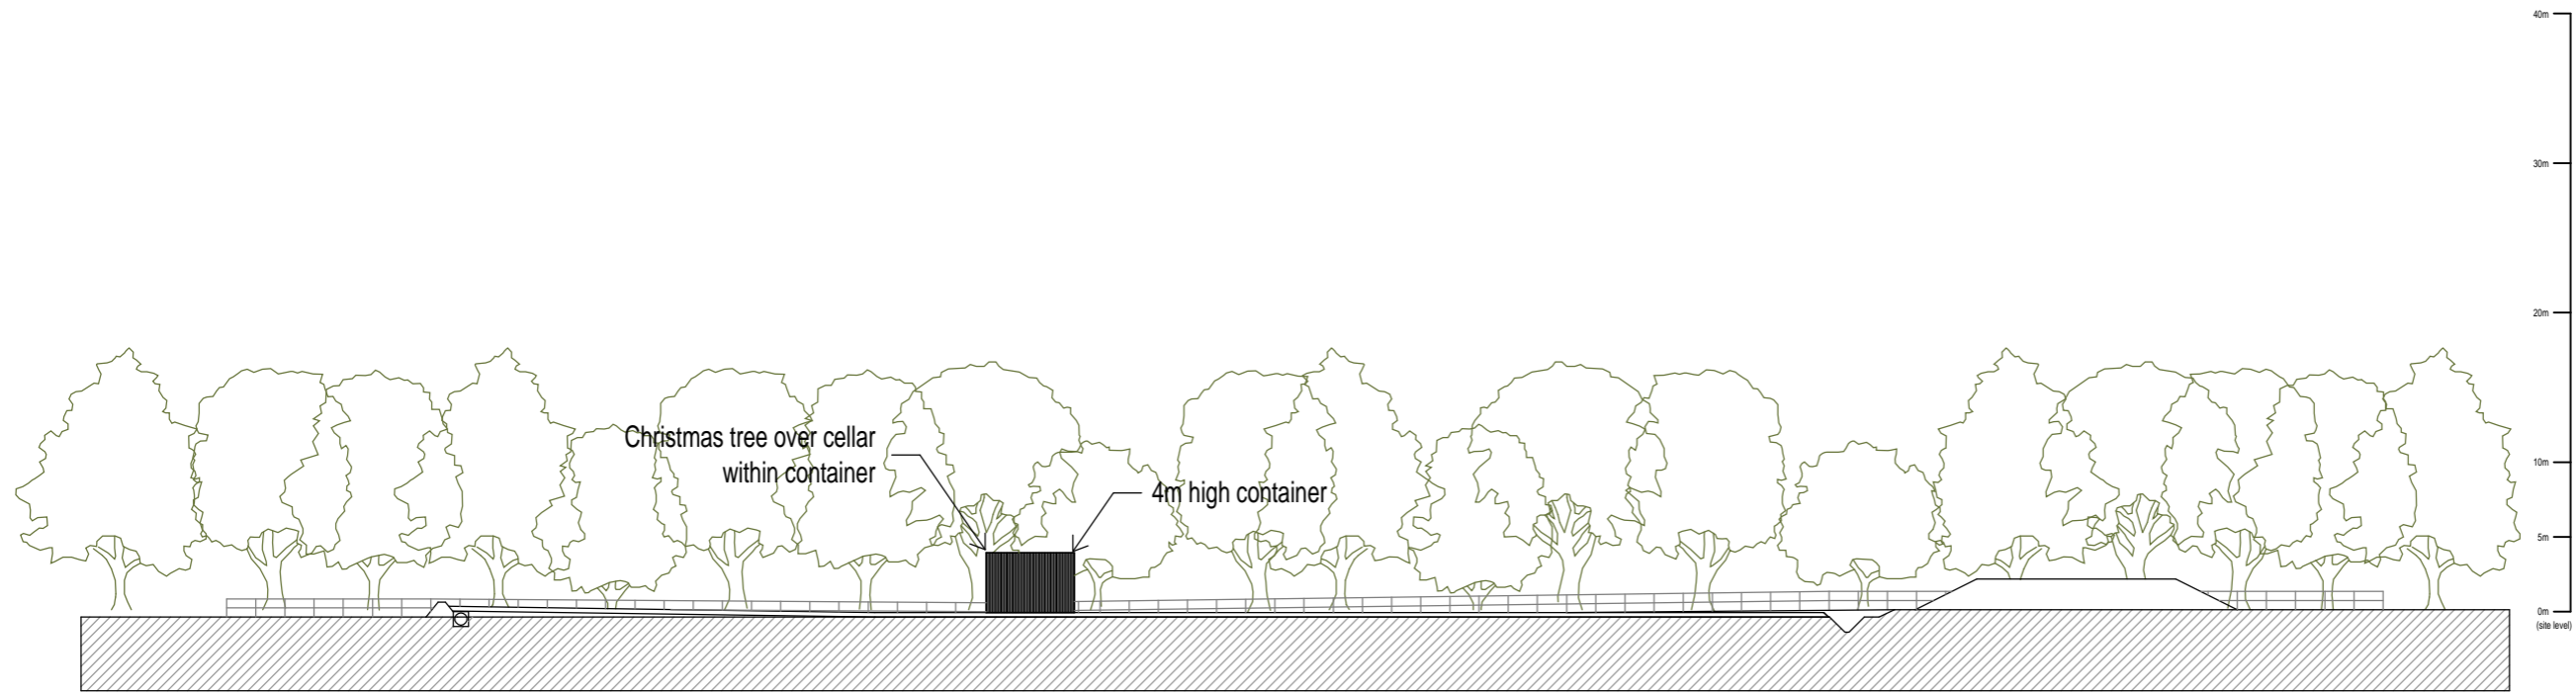 40m
30m
20m
Christmas tree over cellar
within container
10m
4m high container
5m
0m
(site level)